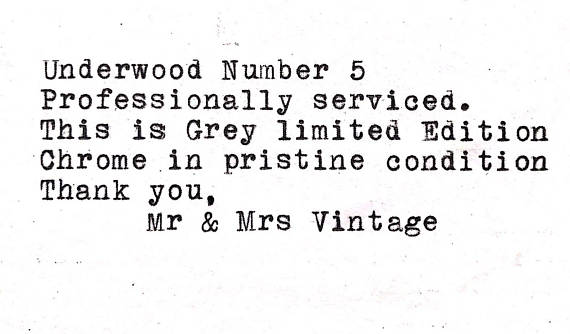 Underwood Number 5
Professionally serviced.
This is Grey limited Edition
Chrome in pristine condition
Thank you,
Mr & Mrs Vintage